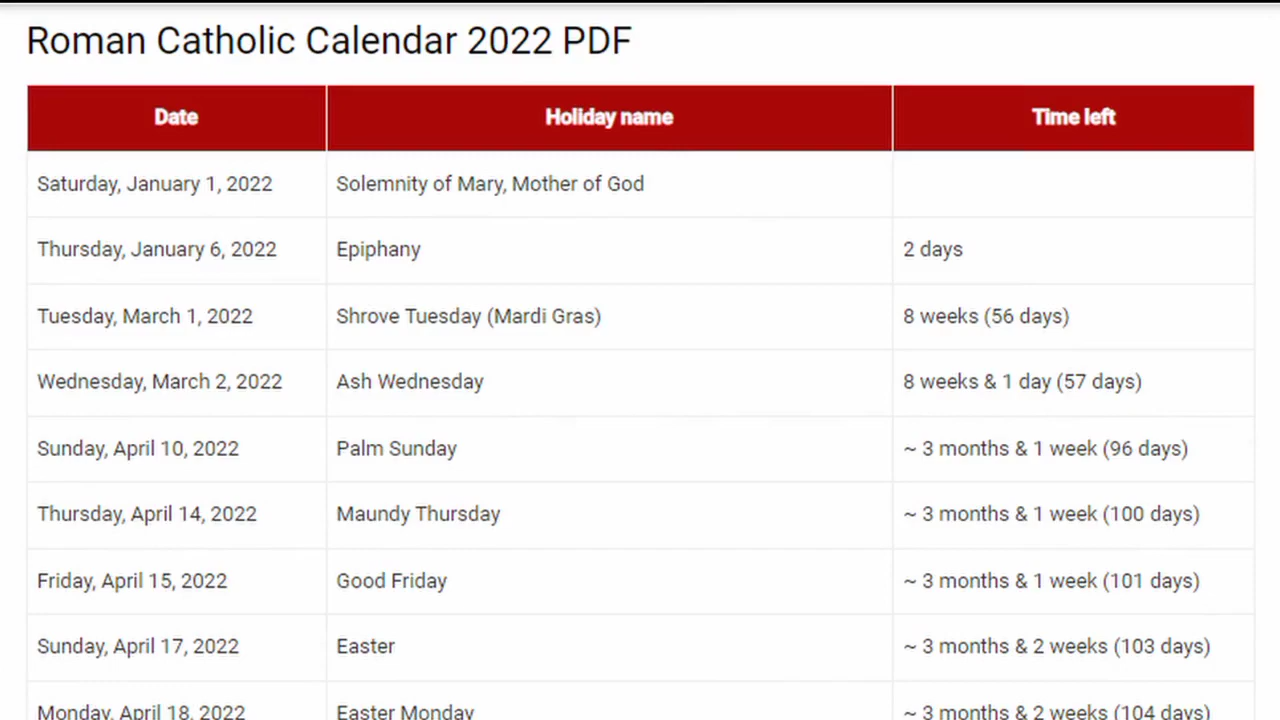 Roman Catholic Calendar 2022 PDF
Date Holiday name Time left
Saturday, January 1, 2022 Solemnity of Mary, Mother of God
Thursday, January 6, 2022 Epiphany 2 days
Tuesday, March 1, 2022 Shrove Tuesday (Mardi Gras) 8 weeks (56 days)
Wednesday, March 2, 2022 Ash Wednesday 8 weeks & 1 day (57 days)
Sunday, April 10, 2022 Palm Sunday ~ 3 months & 1 week (96 days)
Thursday, April 14, 2022 Maundy Thursday ~ 3 months & 1 week (100 days)
Friday, April 15, 2022 Good Friday ~ 3 months & 1 week (101 days)
Sunday, April 17, 2022 Easter ~ 3 months & 2 weeks (103 days)
Monday, April 18, 2022 Easter Monday ~ 3 months & 2 weeks (104 days)